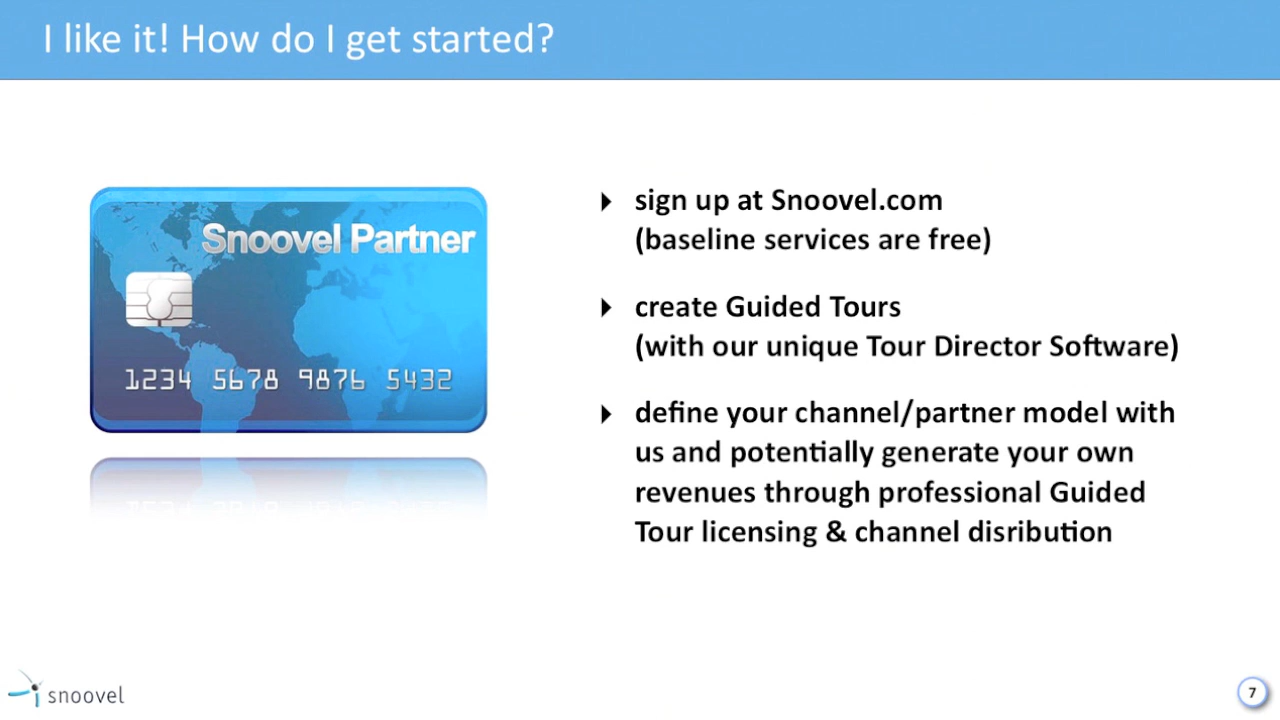 I like it! How do I get started?
Snoovel Partner
1234 5678 9876 5432
sign up at Snoovel.com
(baseline services are free)
create Guided Tours
(with our unique Tour Director Software)
define your channel/partner model with
us and potentially generate your own
revenues through professional Guided
Tour licensing & channel disribution
snoovel
7